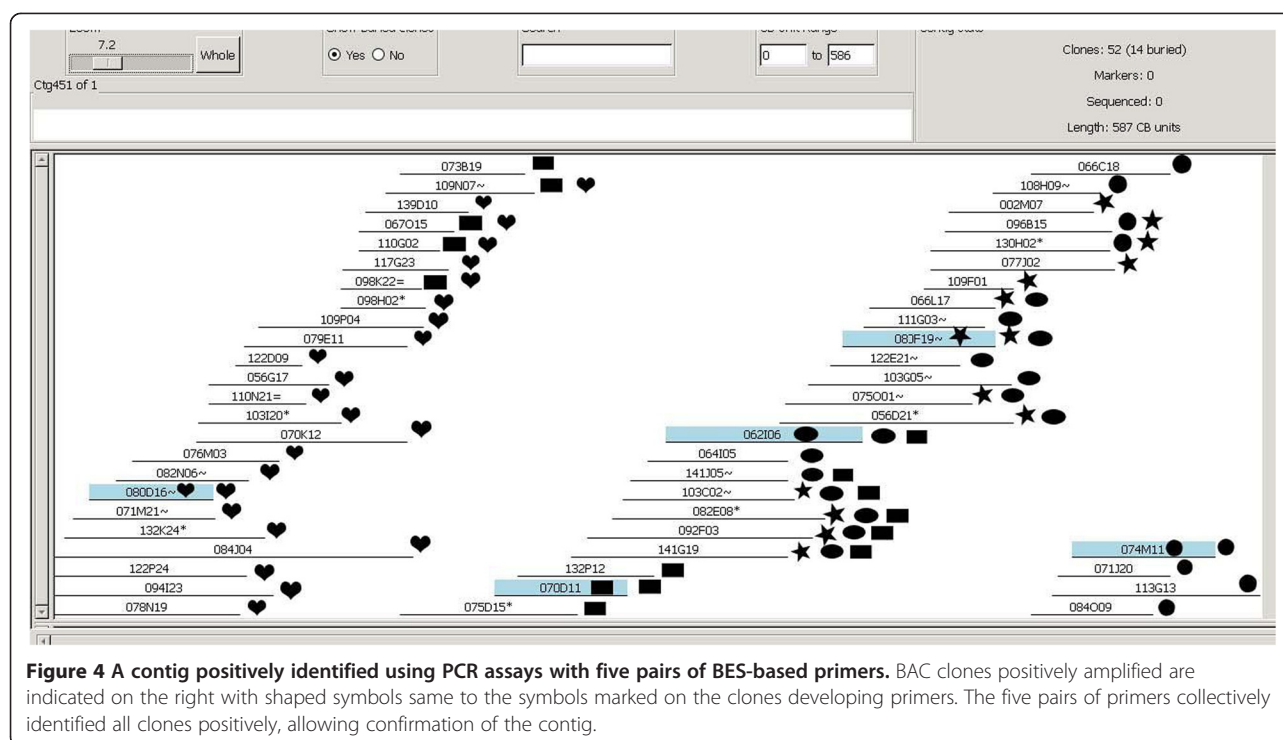 7.2
Whole
Yes No
0 to 586
Clones: 52 (14 buried)
Markers: 0
Sequenced: 0
Length: 587 CB units
Ctg451 of 1
073B19
109N07~
139D10
067O15
110G02
117G23
098K22=
098H02*
109P04
079E11
122D09
056G17
110N21=
103I20*
070K12
076M03
082N06~
080D16~
071M21~
132K24*
084J04
122P24
094I23
078N19
066C18
108H09~
002M07
096B15
130H02*
077J02
109F01
066L17
111G03~
080F19~
122E21~
103G05~
075O01~
056D21*
062I06
064I05
141J05~
103C02~
082E08*
092F03
141G19
132P12
070D11
075D15*
074M11
071J20
113G13
084O09
Figure 4 A contig positively identified using PCR assays with five pairs of BES-based primers. BAC clones positively amplified are
indicated on the right with shaped symbols same to the symbols marked on the clones developing primers. The five pairs of primers collectively
identified all clones positively, allowing confirmation of the contig.